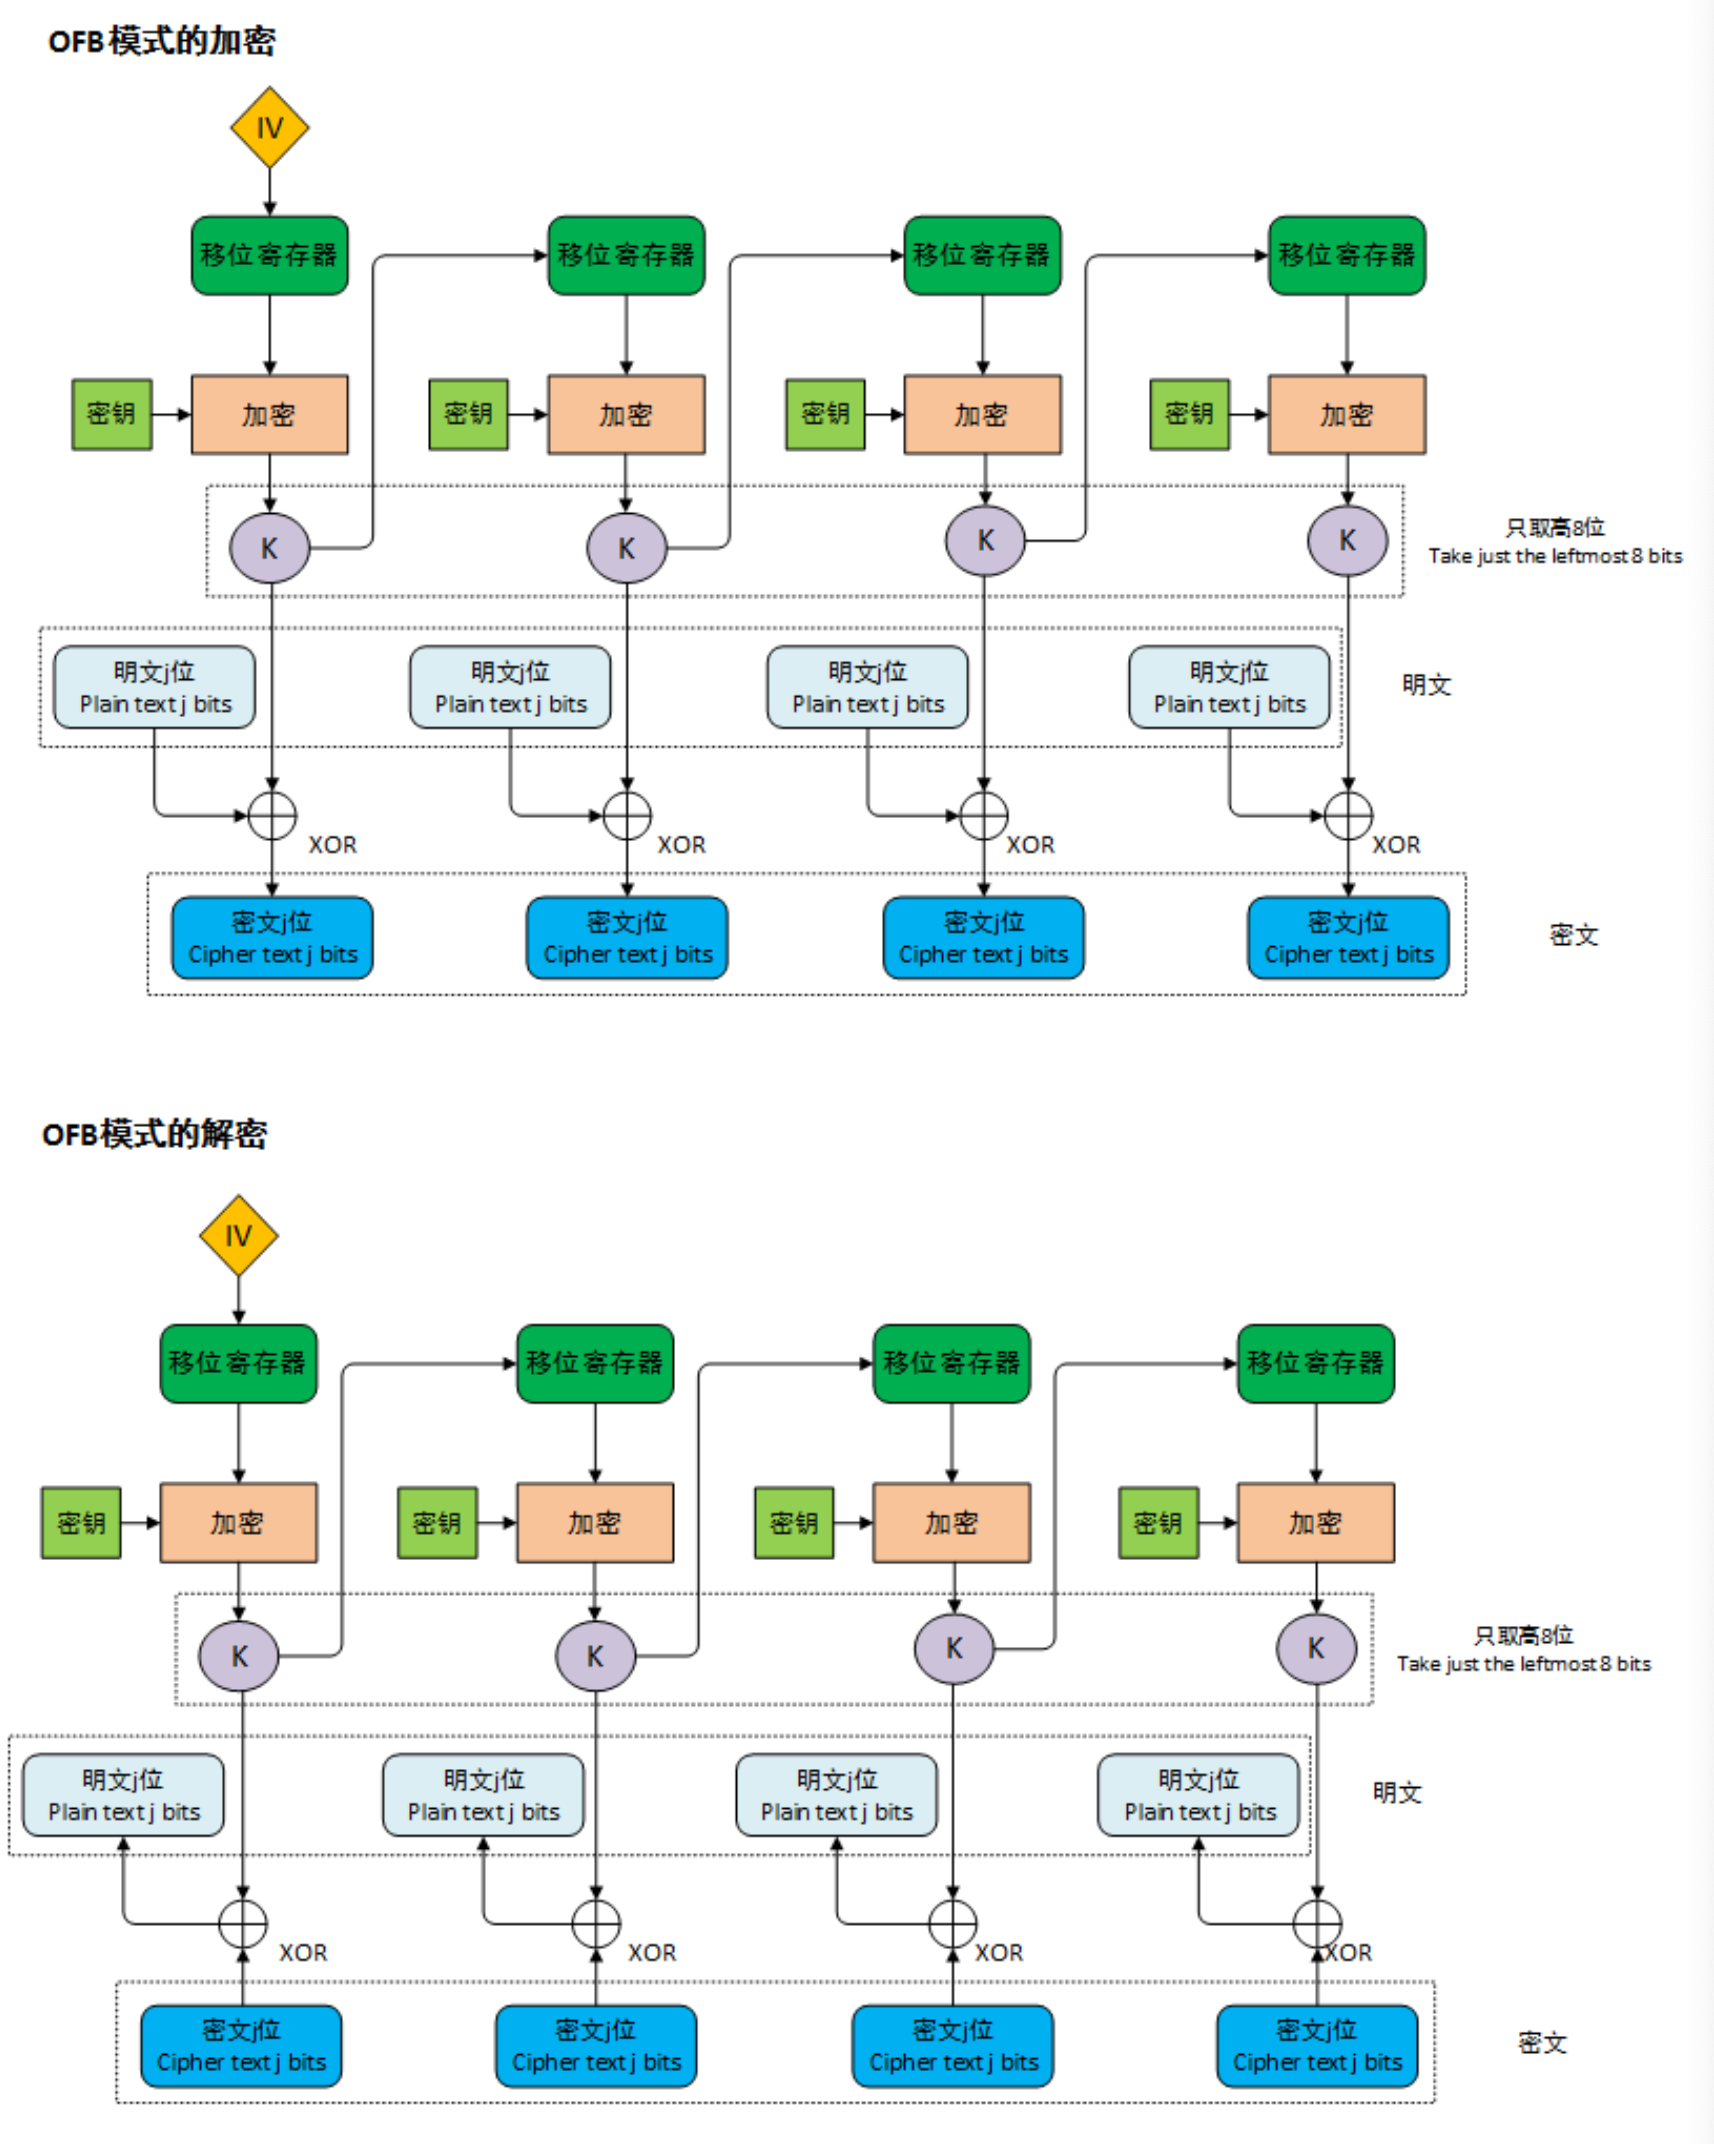 OFB模式的加密
IV
移位寄存器 移位寄存器 移位寄存器 移位寄存器
密钥 加密 密钥 加密 密钥 加密 密钥 加密
K K K K
只取高8位
Take just the leftmost 8 bits
明文j位 明文j位 明文j位 明文j位
Plain text j bits Plain text j bits Plain text j bits Plain text j bits
明文
XOR XOR XOR XOR
密文j位 密文j位 密文j位 密文j位
Cipher text j bits Cipher text j bits Cipher text j bits Cipher text j bits
密文
OFB模式的解密
IV
移位寄存器 移位寄存器 移位寄存器 移位寄存器
密钥 加密 密钥 加密 密钥 加密 密钥 加密
K K K K
只取高8位
Take just the leftmost 8 bits
明文j位 明文j位 明文j位 明文j位
Plain text j bits Plain text j bits Plain text j bits Plain text j bits
明文
XOR XOR XOR XOR
密文j位 密文j位 密文j位 密文j位
Cipher text j bits Cipher text j bits Cipher text j bits Cipher text j bits
密文